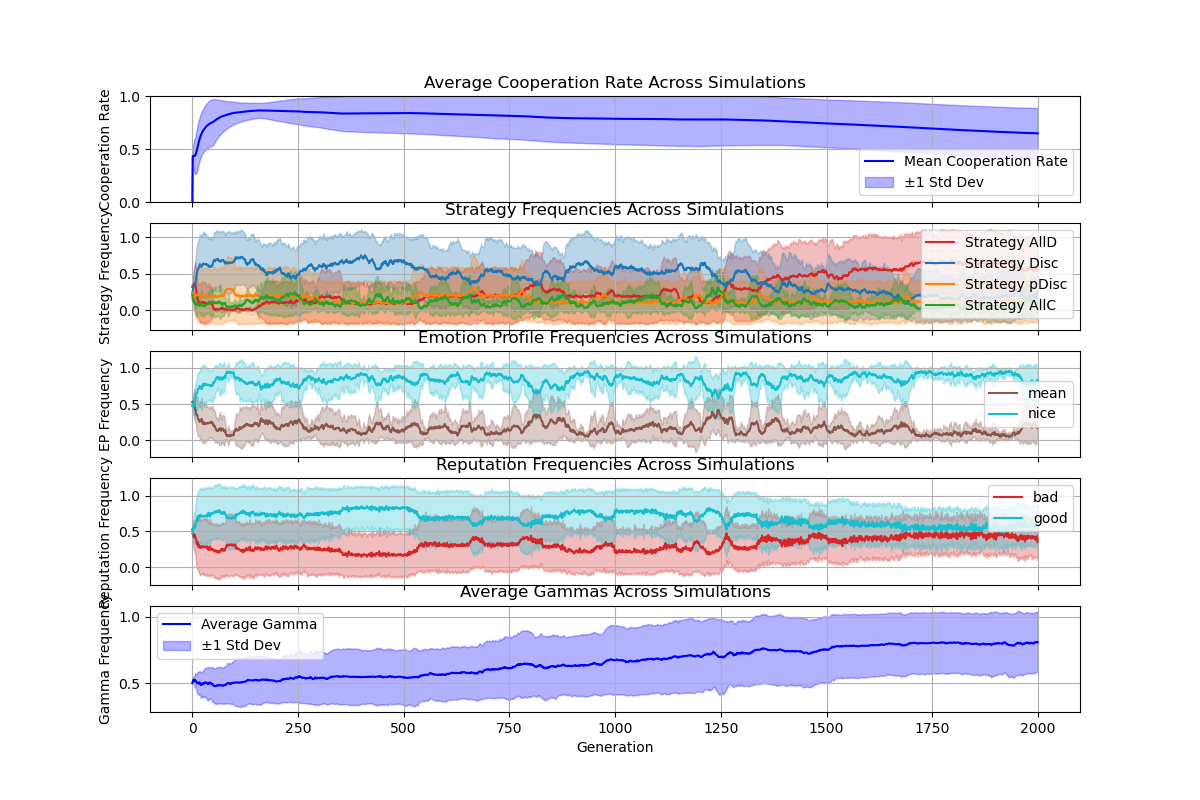 Average Cooperation Rate Across Simulations
Cooperation Rate
1.0
0.5
0.0
Mean Cooperation Rate
±1 Std Dev
Strategy Frequencies Across Simulations
Strategy Frequency
1.0
0.5
0.0
Strategy AllD
Strategy Disc
Strategy pDisc
Strategy AllC
Emotion Profile Frequencies Across Simulations
EP Frequency
1.0
0.5
0.0
mean
nice
Reputation Frequencies Across Simulations
Reputation Frequency
1.0
0.5
0.0
bad
good
Average Gammas Across Simulations
Gamma Frequency
1.0
0.5
Average Gamma
±1 Std Dev
0 250 500 750 1000 1250 1500 1750 2000
Generation